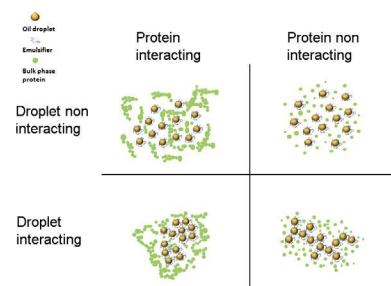 Oil droplet
Emulsifier
Bulk phase
protein
Protein
interacting
Protein non
interacting
Droplet non
interacting
Droplet
interacting